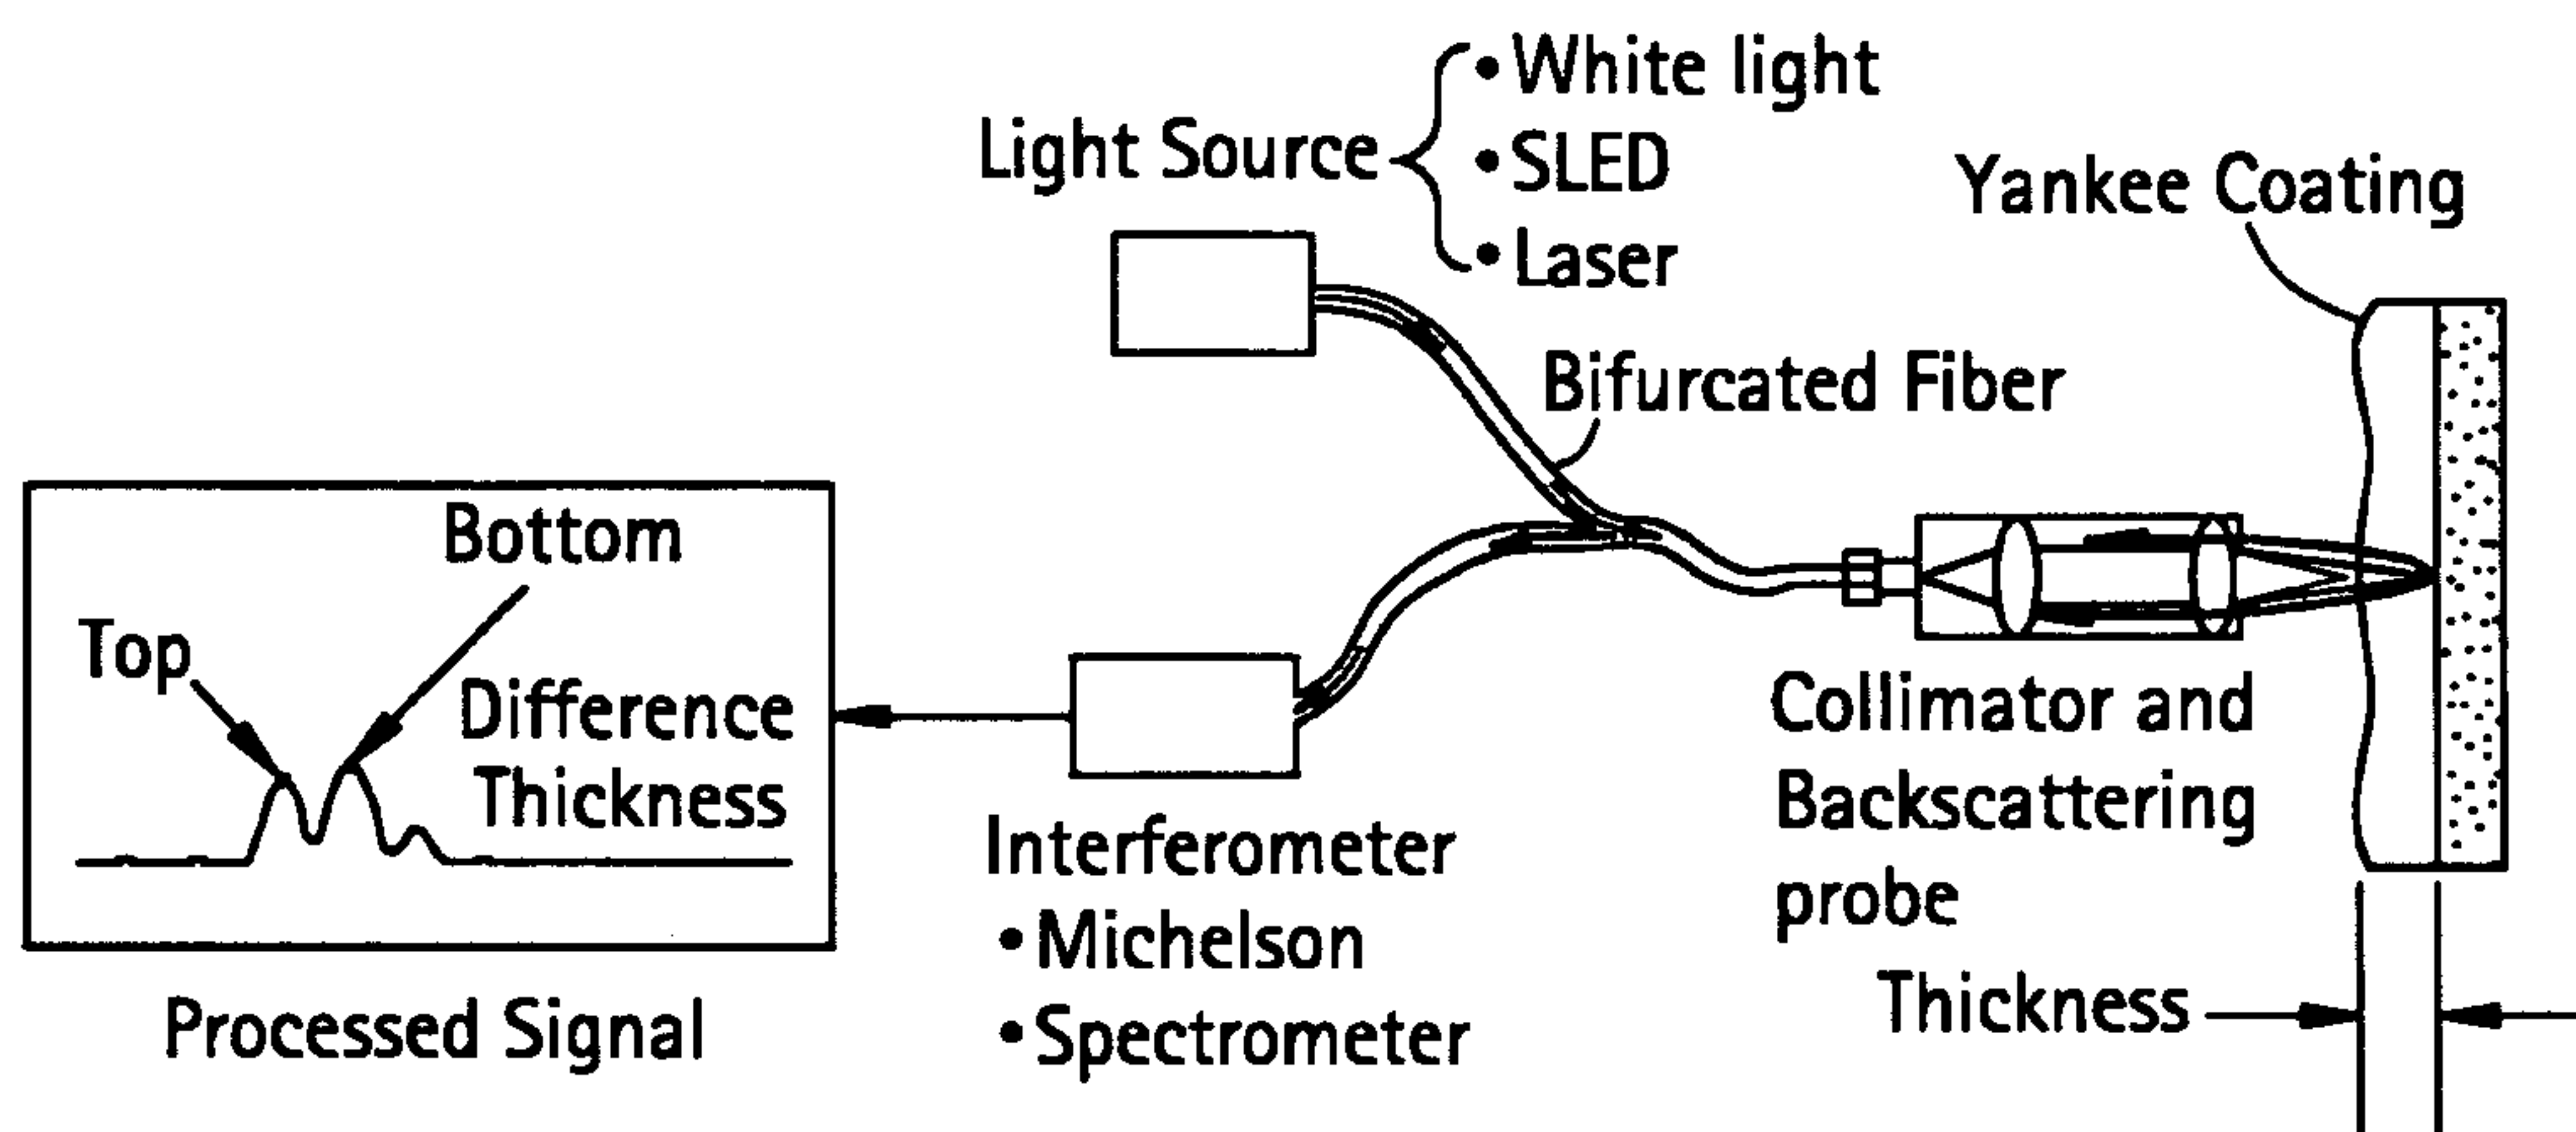 Light Source
• White light
• SLED
• Laser
Yankee Coating
Bifurcated Fiber
Bottom
Top
Difference
Thickness
Processed Signal
Interferometer
• Michelson
• Spectrometer
Collimator and
Backscattering
probe
Thickness